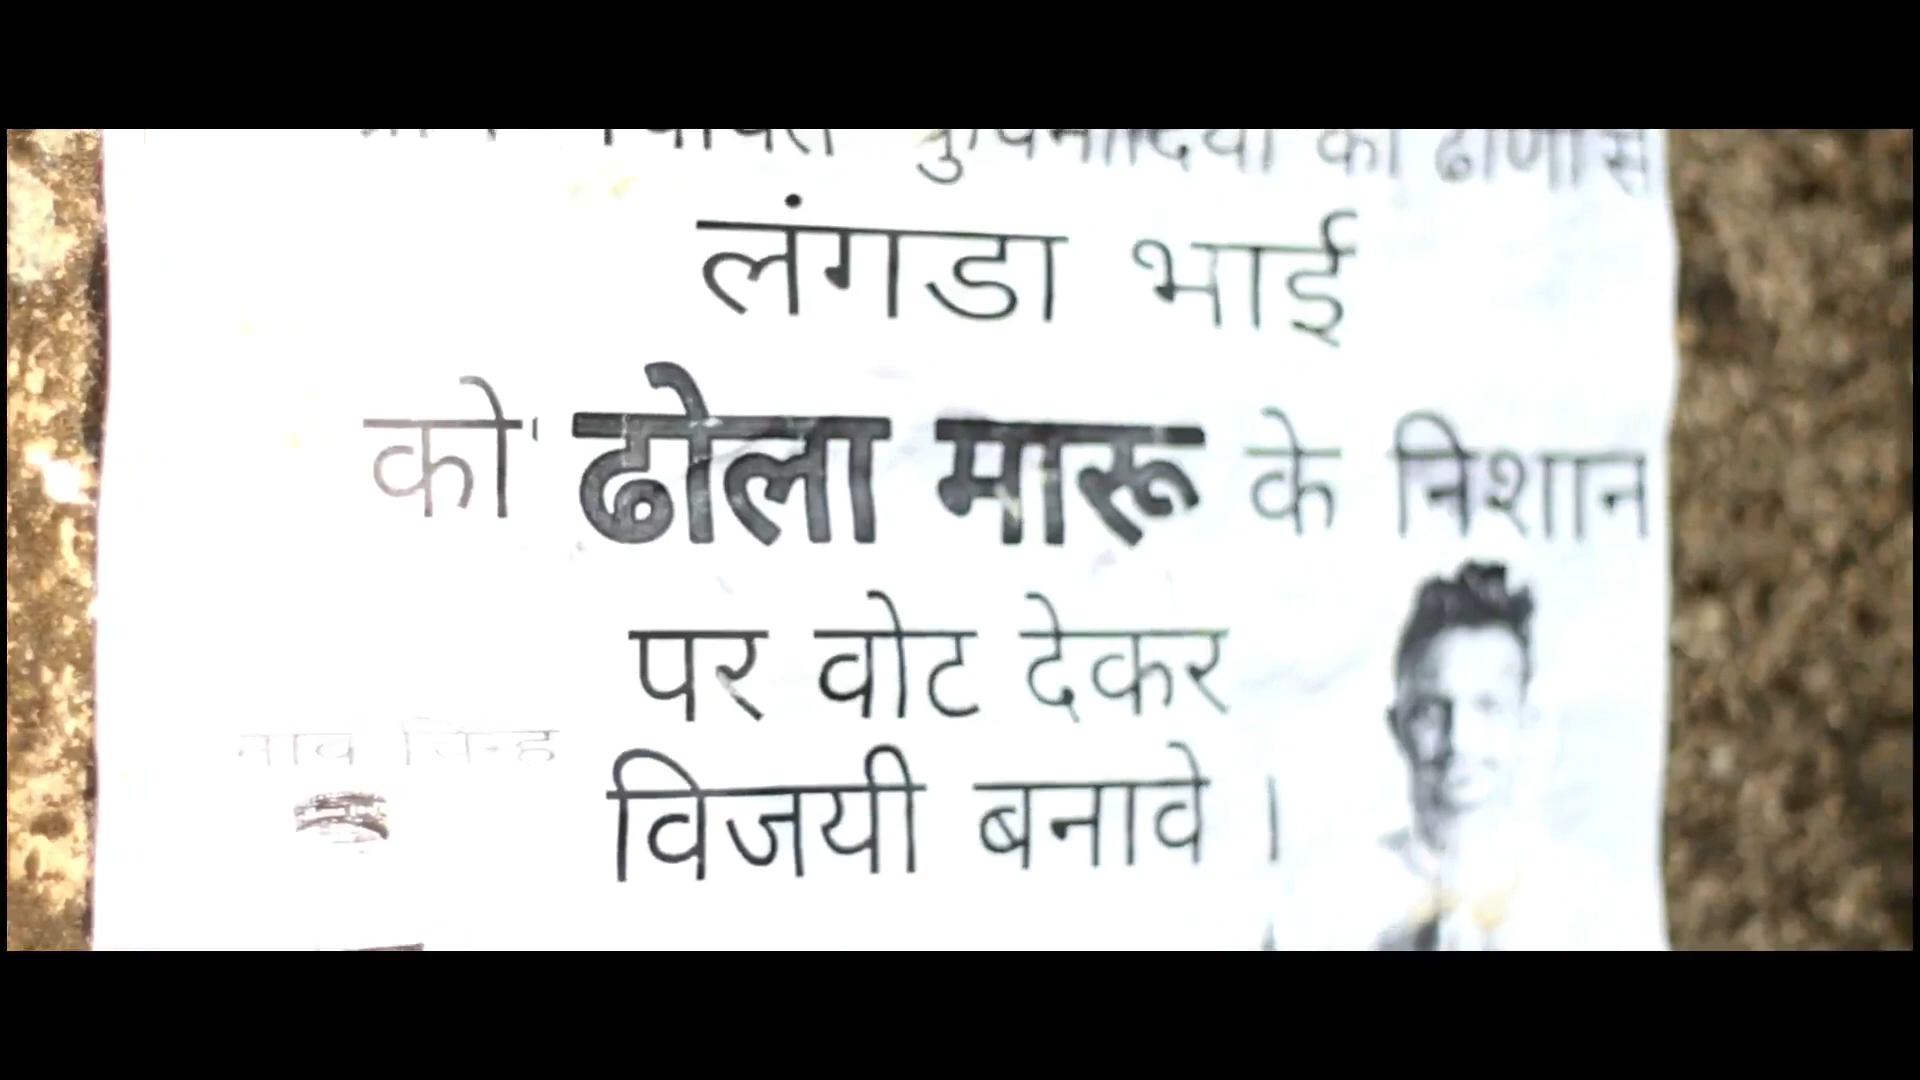 की ढाणी से
लंगडा भाई
को ढोला मारू के निशान
पर वोट देकर
चिन्ह
विजयी बनावे ।